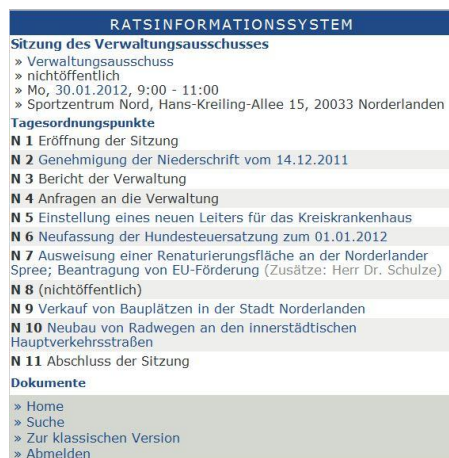 RATSINFORMATIONSSYSTEM
Sitzung des Verwaltungsausschusses
» Verwaltungsausschuss
» nichtöffentlich
» Mo, 30.01.2012, 9:00 - 11:00
» Sportzentrum Nord, Hans-Kreiling-Allee 15, 20033 Norderlanden
Tagesordnungspunkte
N 1 Eröffnung der Sitzung
N 2 Genehmigung der Niederschrift vom 14.12.2011
N 3 Bericht der Verwaltung
N 4 Anfragen an die Verwaltung
N 5 Einstellung eines neuen Leiters für das Kreiskrankenhaus
N 6 Neufassung der Hundesteuersatzung zum 01.01.2012
N 7 Ausweisung einer Renaturierungsfläche an der Norderlander
Spree; Beantragung von EU-Förderung (Zusätze: Herr Dr. Schulze)
N 8 (nichtöffentlich)
N 9 Verkauf von Bauplätzen in der Stadt Norderlanden
N 10 Neubau von Radwegen an den innerstädtischen
Hauptverkehrsstraßen
N 11 Abschluss der Sitzung
Dokumente
» Home
» Suche
» Zur klassischen Version
» Abmelden